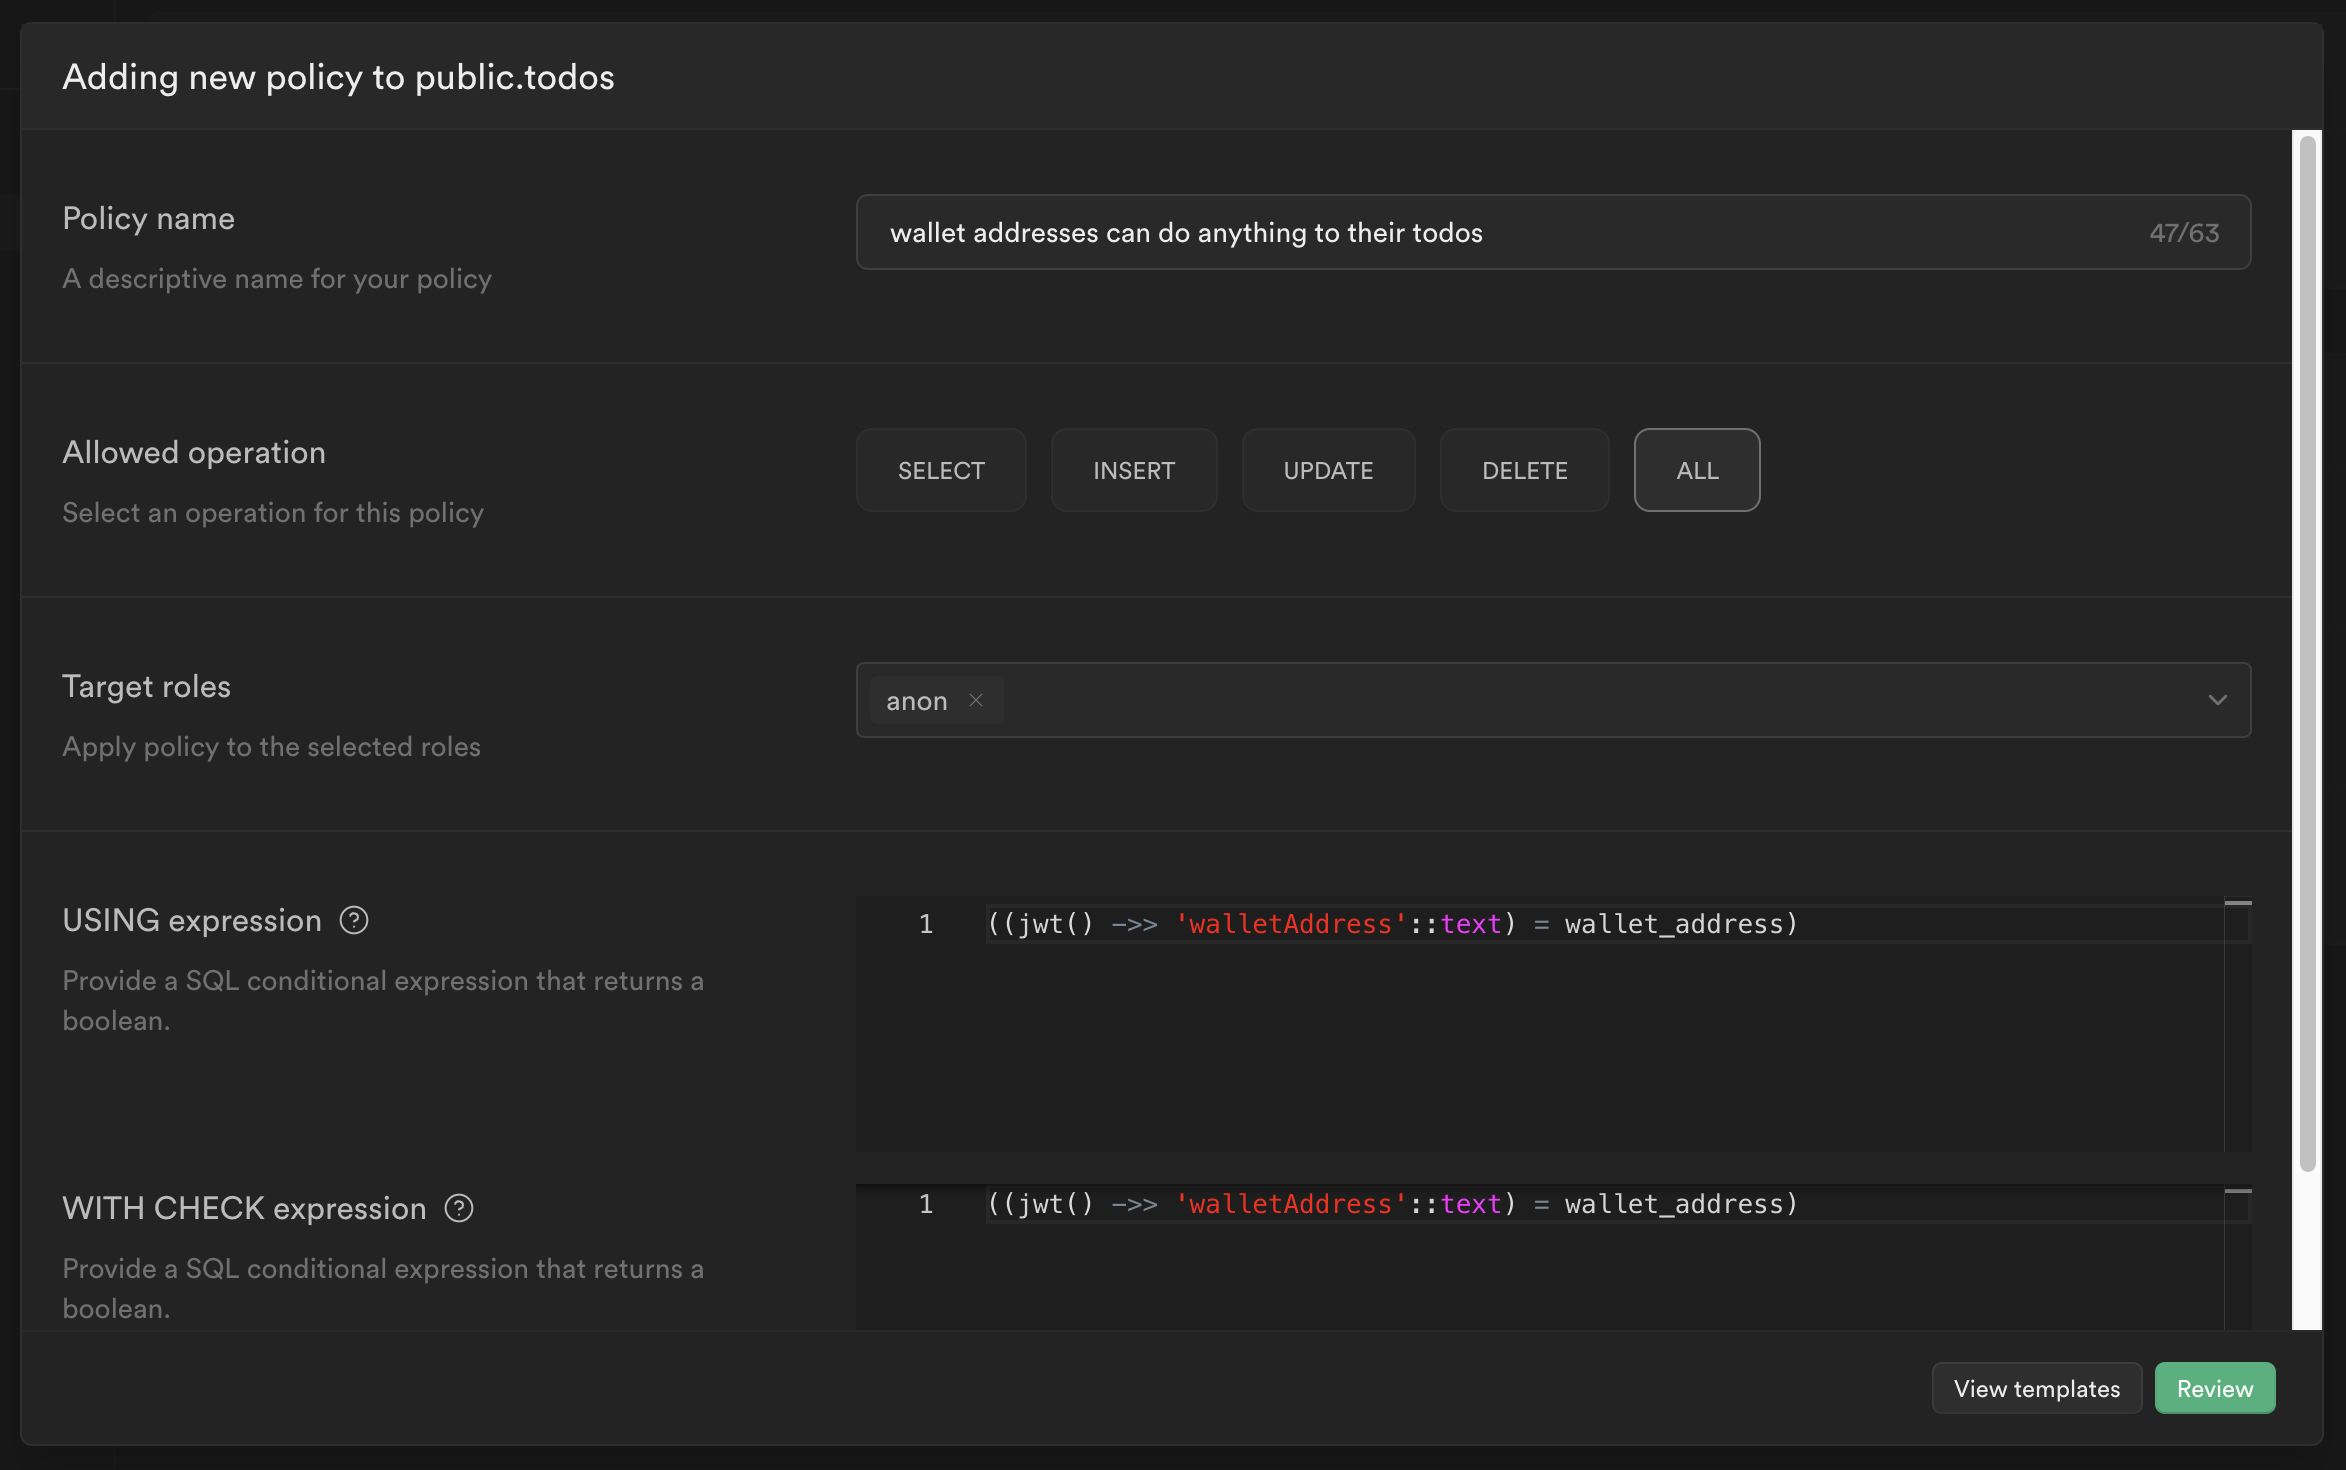 Adding new policy to public.todos
Policy name
A descriptive name for your policy
wallet addresses can do anything to their todos
47/63
Allowed operation
Select an operation for this policy
SELECT
INSERT
UPDATE
DELETE
ALL
Target roles
Apply policy to the selected roles
anon
USING expression
Provide a SQL conditional expression that returns a
boolean.
1 ((jwt() ->> 'walletAddress'::text) = wallet_address)
WITH CHECK expression
Provide a SQL conditional expression that returns a
boolean.
1 ((jwt() ->> 'walletAddress'::text) = wallet_address)
View templates
Review